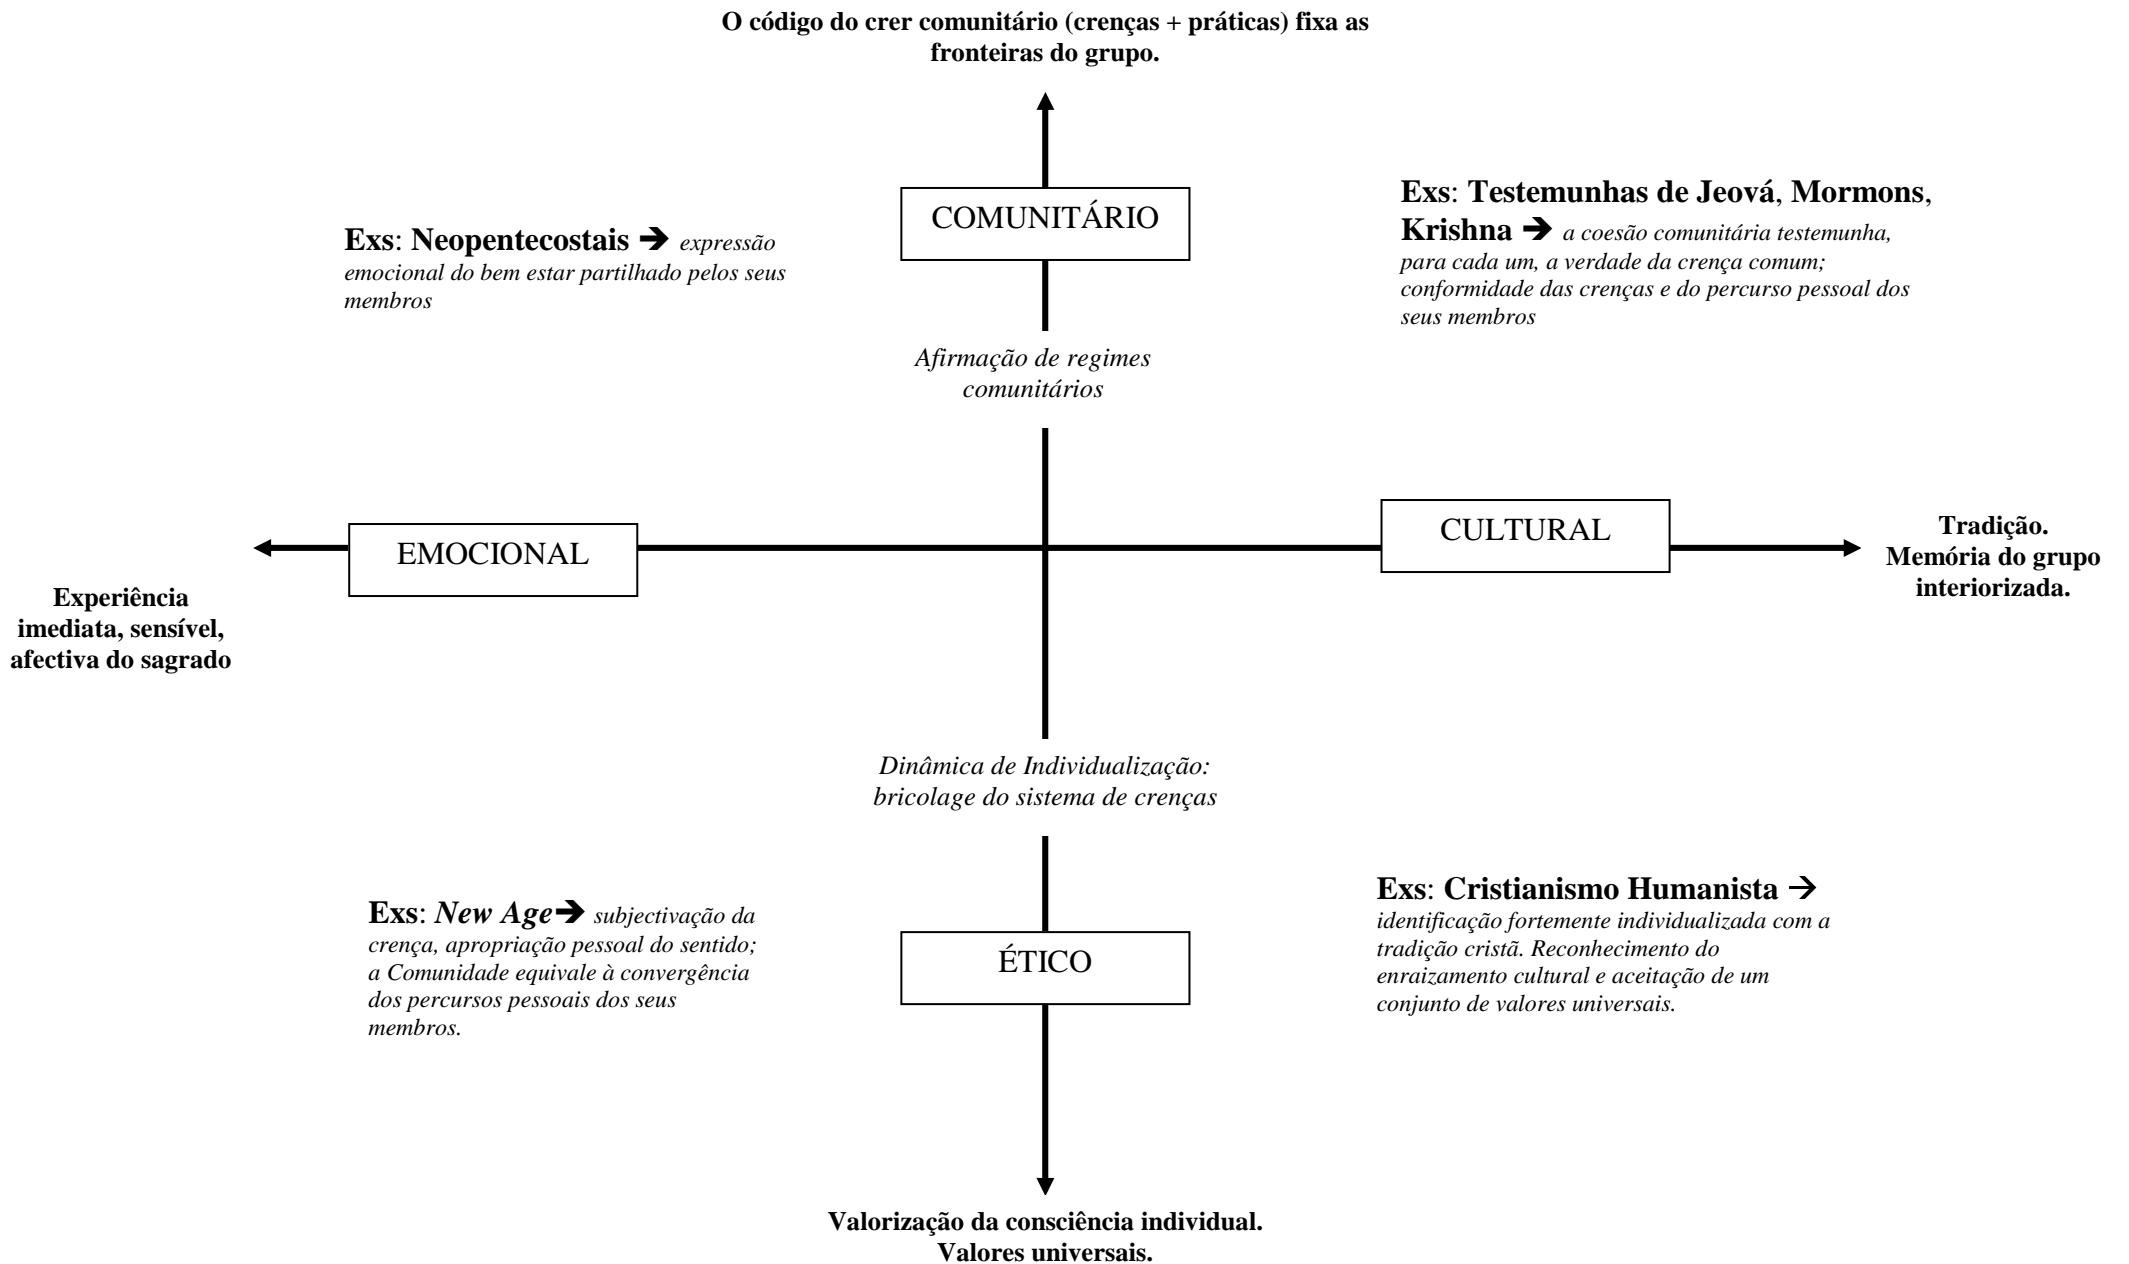 O código do crer comunitário (crenças + práticas) fixa as
fronteiras do grupo.
COMUNITÁRIO
Exs: Neopentecostais ➔ expressão
emocional do bem estar partilhado pelos seus
membros
Exs: Testemunhas de Jeová, Mormons,
Krishna ➔ a coesão comunitária testemunha,
para cada um, a verdade da crença comum;
conformidade das crenças e do percurso pessoal dos
seus membros
Afirmação de regimes
comunitários
EMOCIONAL
CULTURAL
Experiência
imediata, sensível,
afectiva do sagrado
Tradição.
Memória do grupo
interiorizada.
Dinâmica de Individualização:
bricolage do sistema de crenças
Exs: New Age➔ subjectivação da
crença, apropriação pessoal do sentido;
a Comunidade equivale à convergência
dos percursos pessoais dos seus
membros.
ÉTICO
Exs: Cristianismo Humanista →
identificação fortemente individualizada com a
tradição cristã. Reconhecimento do
enraizamento cultural e aceitação de um
conjunto de valores universais.
Valorização da consciência individual.
Valores universais.